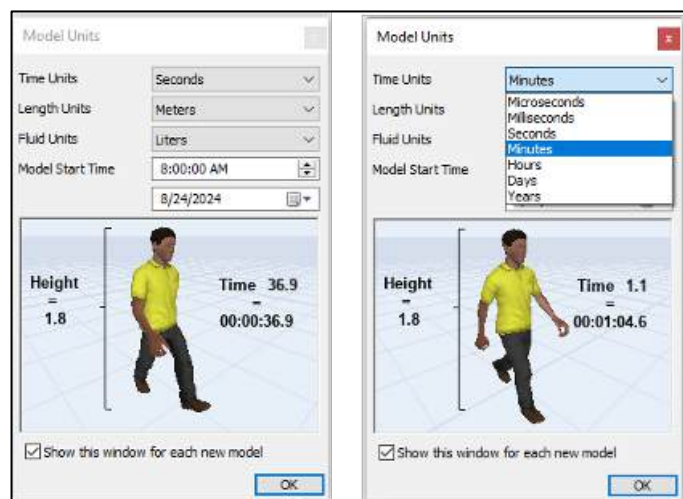 Model Units
Time Units Seconds
Length Units Meters
Fluid Units Liters
Model Start Time 8:00:00 AM
8/24/2024
Height
=
1.8
Time 36.9
=
00:00:36.9
Show this window for each new model
OK
Model Units
Time Units Minutes
Length Units
Fluid Units
Model Start Time
Microseconds
Milliseconds
Seconds
Minutes
Hours
Days
Years
Height
=
1.8
Time 1.1
=
00:01:04.6
Show this window for each new model
OK